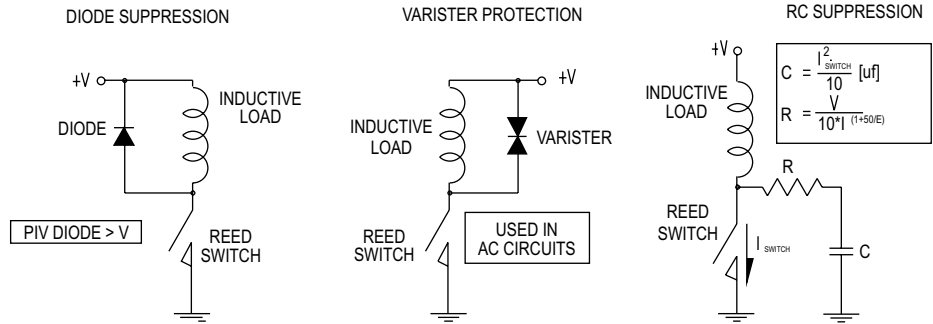 DIODE SUPPRESSION
+V
DIODE
INDUCTIVE
LOAD
PIV DIODE > V
REED
SWITCH
VARISTER PROTECTION
+V
INDUCTIVE
LOAD
VARISTER
REED
SWITCH
USED IN
AC CIRCUITS
RC SUPPRESSION
+V
INDUCTIVE
LOAD
C = I²SWITCH / 10 [uf]
R = V / 10*I (1+50/E)
R
REED
SWITCH
I SWITCH
C